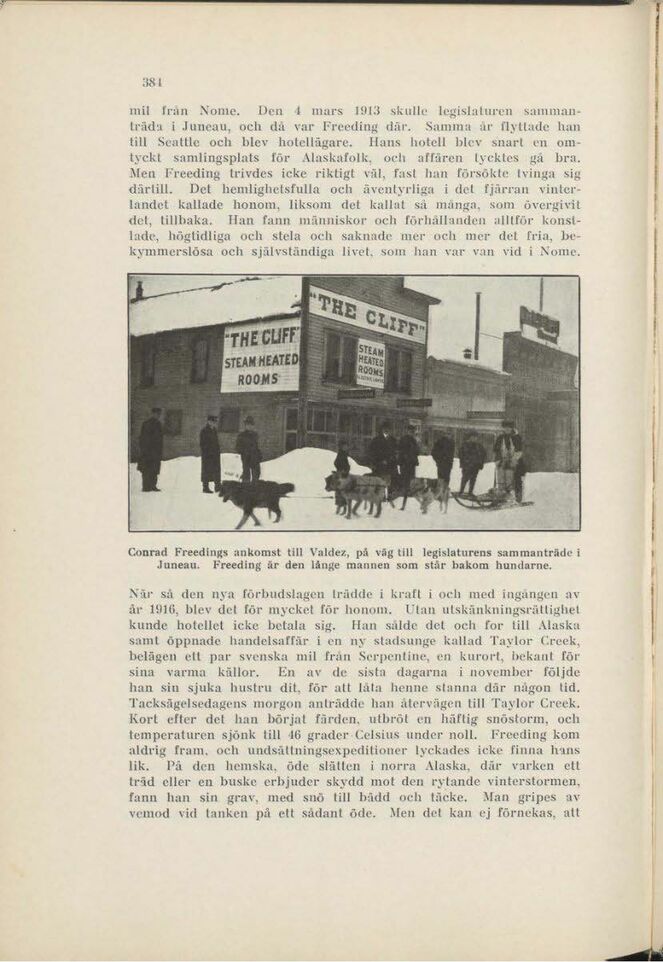 384
mil från Nome. Den 4 mars 1913 skulle legislaturen samman-
träda i Juneau, och då var Freeding där. Samma år flyttade han
till Seattle och blev hotellägare. Hans hotell blev snart en om-
tyckt samlingsplats för Alaskafolk, och affären tycktes gå bra.
Men Freeding trivdes icke riktigt väl, fast han försökte tvinga sig
därtill. Det hemlighetsfulla och äventyrliga i det fjärran vinter-
landet kallade honom, liksom det kallat så många, som övergivit
det, tillbaka. Han fann människor och förhållanden alltför konst-
lade, högtidliga och stela och saknade mer och mer det fria, be-
kymmerslösa och självständiga livet, som han var van vid i Nome.
"THE CLIFF"
STEAM HEATED
ROOMS
"THE CLIFF"
STEAM
HEATED
ROOMS
Conrad Freedings ankomst till Valdez, på väg till legislaturens sammanträde i
Juneau. Freeding är den långe mannen som står bakom hundarne.
När så den nya förbudslagen trädde i kraft i och med ingången av
år 1916, blev det för mycket för honom. Utan utskänkningsrättighet
kunde hotellet icke betala sig. Han sålde det och for till Alaska
samt öppnade handelsaffär i en ny stadsunge kallad Taylor Creek,
belägen ett par svenska mil från Serpentine, en kurort, bekant för
sina varma källor. En av de sista dagarna i november följde
han sin sjuka hustru dit, för att låta henne stanna där någon tid.
Tacksägelsedagens morgon anträdde han återvägen till Taylor Creek.
Kort efter det han börjat färden, utbröt en häftig snöstorm, och
temperaturen sjönk till 46 grader Celsius under noll. Freeding kom
aldrig fram, och undsättningsexpeditioner lyckades icke finna hans
lik. På den hemska, öde slätten i norra Alaska, där varken ett
träd eller en buske erbjuder skydd mot den rytande vinterstormen,
fann han sin grav, med snö till bädd och täcke. Man gripes av
vemod vid tanken på ett sådant öde. Men det kan ej förnekas, att